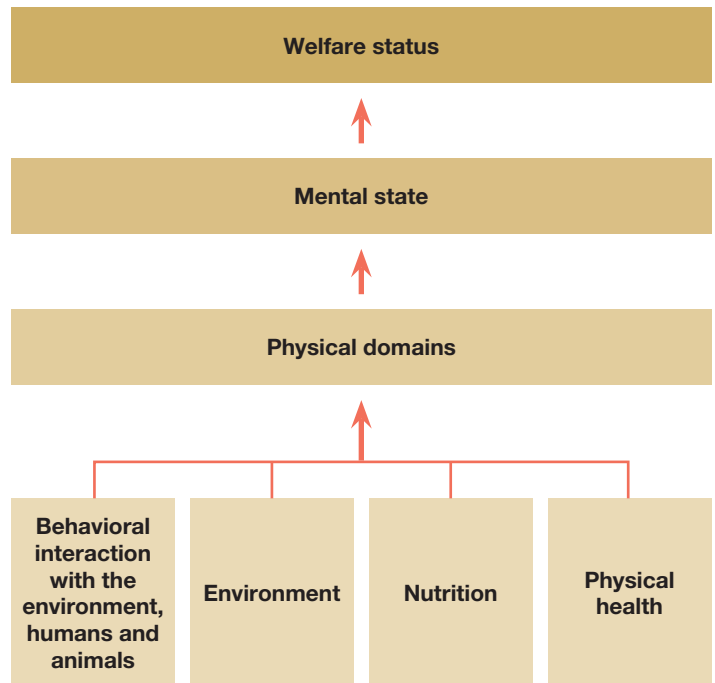 Welfare status
Mental state
Physical domains
Behavioral
interaction
with the
environment,
humans and
animals
Environment
Nutrition
Physical
health